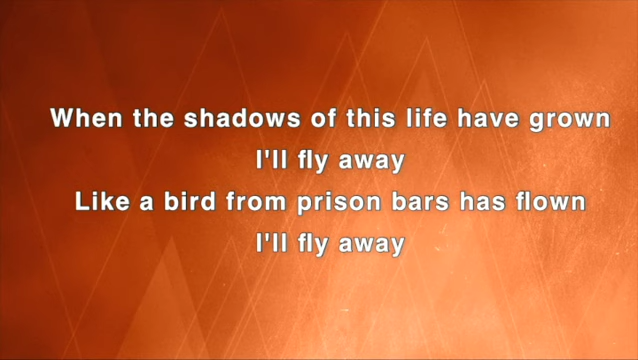 When the shadows of this life have grown
I'll fly away
Like a bird from prison bars has flown
I'll fly away